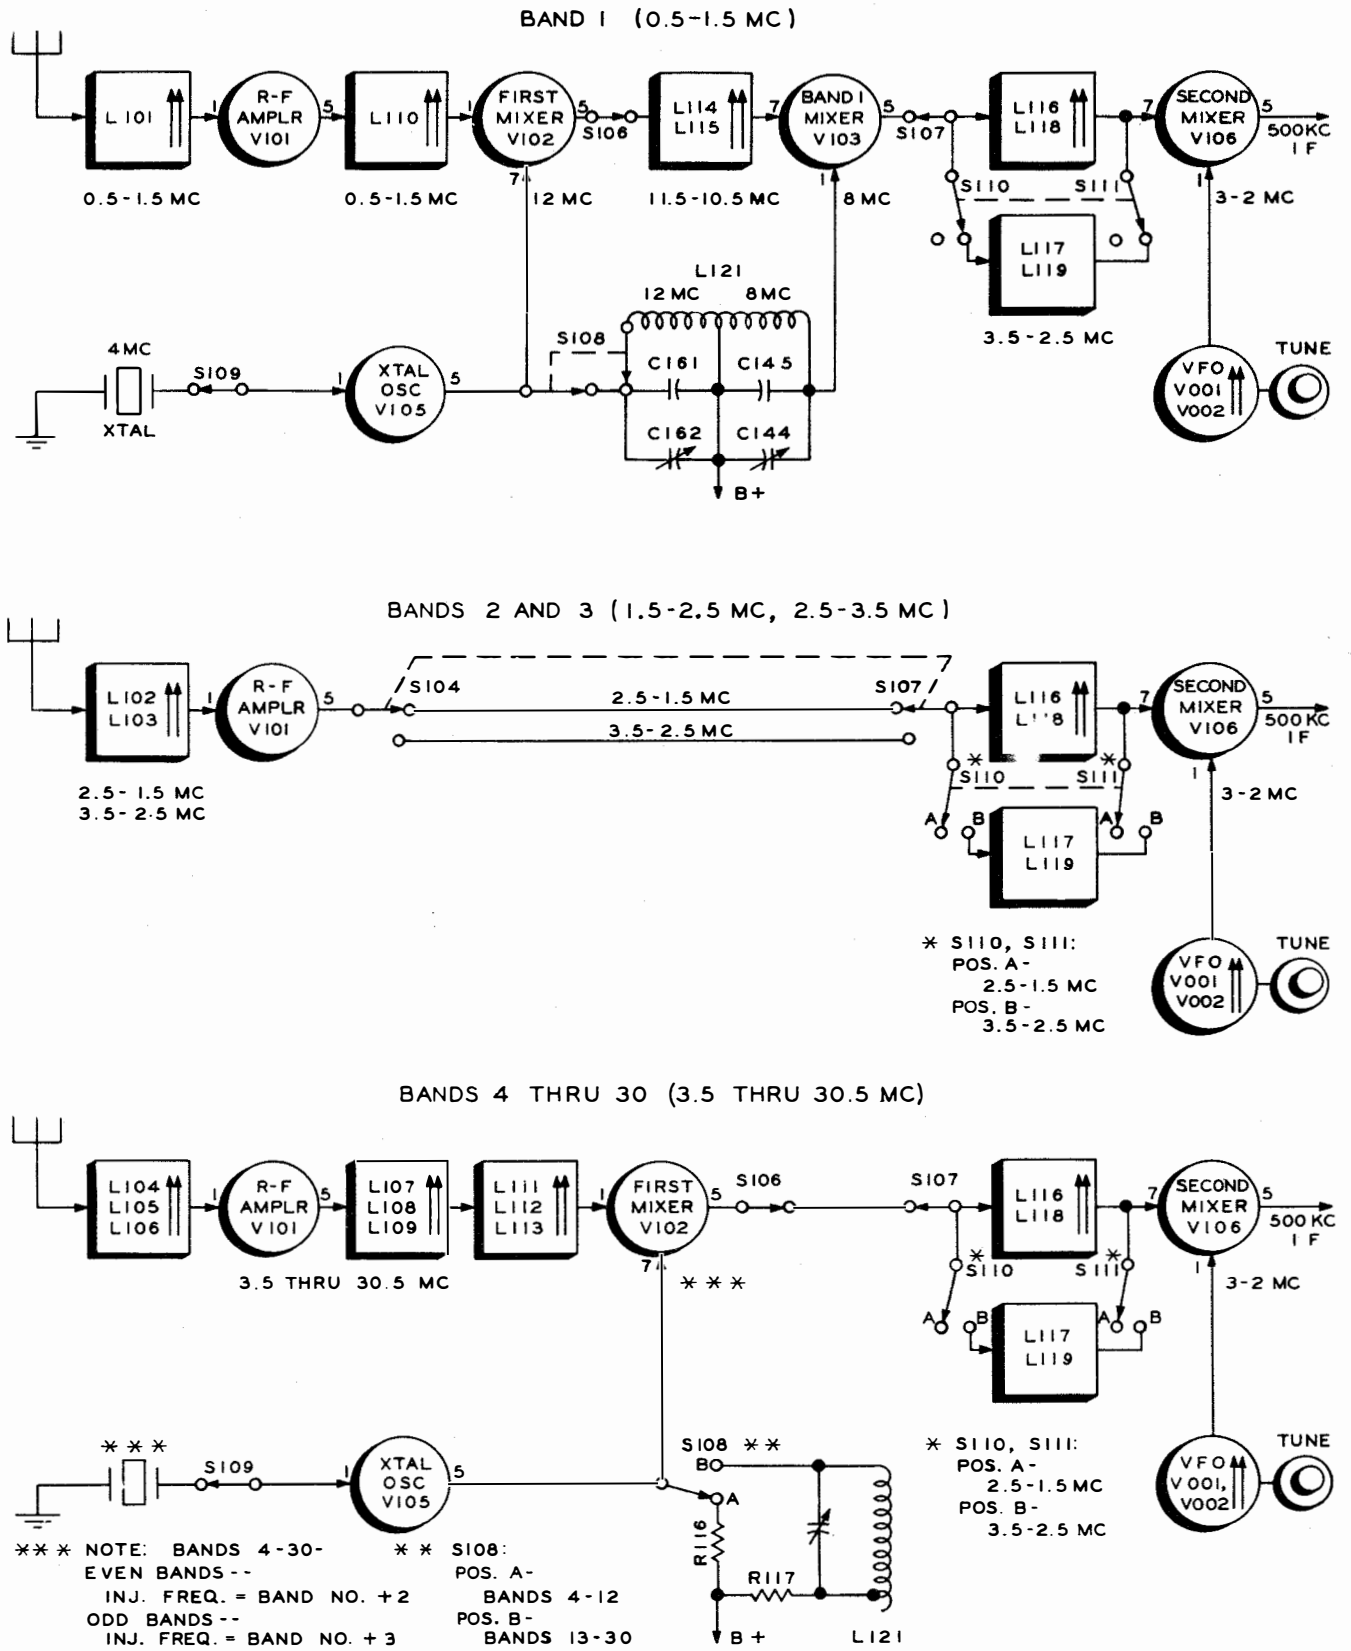 BAND 1 (0.5-1.5 MC)
L101
1
R-F
AMPLR
V101
5
L110
1
FIRST
MIXER
V102
5
S106
L114
L115
7
BAND 1
MIXER
V103
5
S107
L116
L118
7
SECOND
MIXER
V106
5
500KC
IF
0.5-1.5 MC
0.5-1.5 MC
7
12 MC
11.5-10.5 MC
1
8 MC
S110
S111
1
3-2 MC
L117
L119
3.5-2.5 MC
L121
12 MC
8MC
S108
C161
C145
C162
C144
B+
4MC
XTAL
S109
1
XTAL
OSC
V105
5
VFO
V001
V002
TUNE
BANDS 2 AND 3 (1.5-2.5 MC, 2.5-3.5 MC)
L102
L103
1
R-F
AMPLR
V101
5
S104
2.5-1.5 MC
3.5-2.5 MC
S107
L116
7
SECOND
MIXER
V106
5
500KC
IF
2.5-1.5 MC
3.5-2.5 MC
*
S110
*
S111
1
3-2 MC
A
B
A
B
L117
L119
* S110, S111:
POS. A-
2.5-1.5 MC
POS. B-
3.5-2.5 MC
VFO
V001
V002
TUNE
BANDS 4 THRU 30 (3.5 THRU 30.5 MC)
L104
L105
L106
1
R-F
AMPLR
V101
5
L107
L108
L109
L111
L112
L113
1
FIRST
MIXER
V102
5
S106
S107
L116
L118
7
SECOND
MIXER
V106
5
500 KC
IF
3.5 THRU 30.5 MC
7
***
*
S110
*
S111
1
3-2 MC
A
B
A
B
L117
L119
***
S109
1
XTAL
OSC
V105
5
S108 **
B
A
R116
R117
B+
L121
* S110, S111:
POS. A-
2.5-1.5 MC
POS. B-
3.5-2.5 MC
VFO
V001,
V002
TUNE
*** NOTE: BANDS 4-30-
EVEN BANDS--
INJ. FREQ. = BAND NO. +2
ODD BANDS--
INJ. FREQ. = BAND NO. +3
** S108:
POS. A-
BANDS 4-12
POS. B-
BANDS 13-30